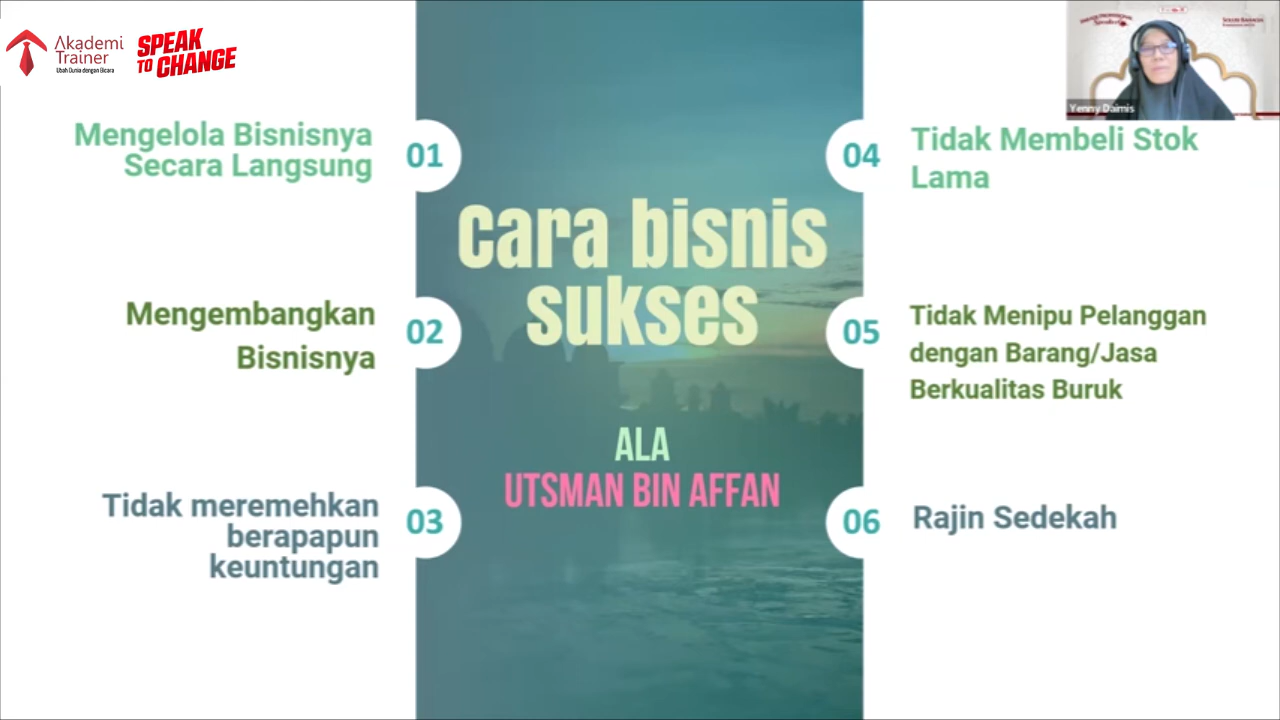 Akademi
Trainer
Ubah Dunia dengan Bicara
SPEAK
TO CHANGE
Yenny Daimis
Mengelola Bisnisnya
Secara Langsung
01
Mengembangkan
Bisnisnya
02
Tidak meremehkan
berapapun
keuntungan
03
Cara bisnis
sukses
ALA
UTSMAN BIN AFFAN
04
Tidak Membeli Stok
Lama
05
Tidak Menipu Pelanggan
dengan Barang/Jasa
Berkualitas Buruk
06
Rajin Sedekah